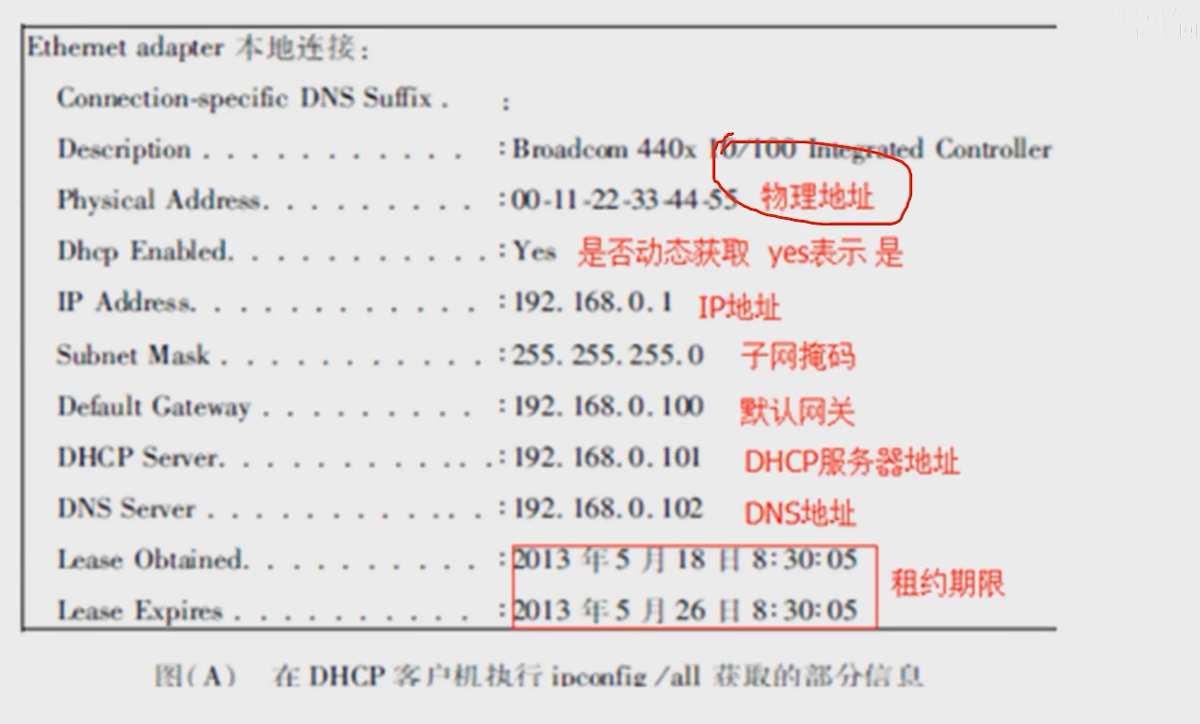 Ethernet adapter 本地连接：
Connection-specific DNS Suffix . :
Description . . . . . . . . . . . . : Broadcom 440x 10/100 Integrated Controller
Physical Address. . . . . . . . . : 00-11-22-33-44-55 物理地址
Dhcp Enabled. . . . . . . . . . . : Yes 是否动态获取 yes表示 是
IP Address. . . . . . . . . . . . : 192. 168. 0. 1 IP地址
Subnet Mask . . . . . . . . . . . : 255. 255. 255. 0 子网掩码
Default Gateway . . . . . . . . . : 192. 168. 0. 100 默认网关
DHCP Server. . . . . . . . . . . .: 192. 168. 0. 101 DHCP服务器地址
DNS Server . . . . . . . . . . . . : 192. 168. 0. 102 DNS地址
Lease Obtained. . . . . . . . . . : 2013 年 5 月 18 日 8:30:05
租约期限
Lease Expires . . . . . . . . . . : 2013 年 5 月 26 日 8:30:05
图(A) 在 DHCP 客户机执行 ipconfig /all 获取的部分信息